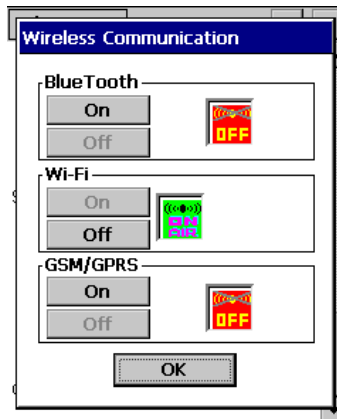 Wireless Communication
BlueTooth
On
OFF
Off
Wi-Fi
On
ON
AIR
Off
GSM/GPRS
On
OFF
Off
OK